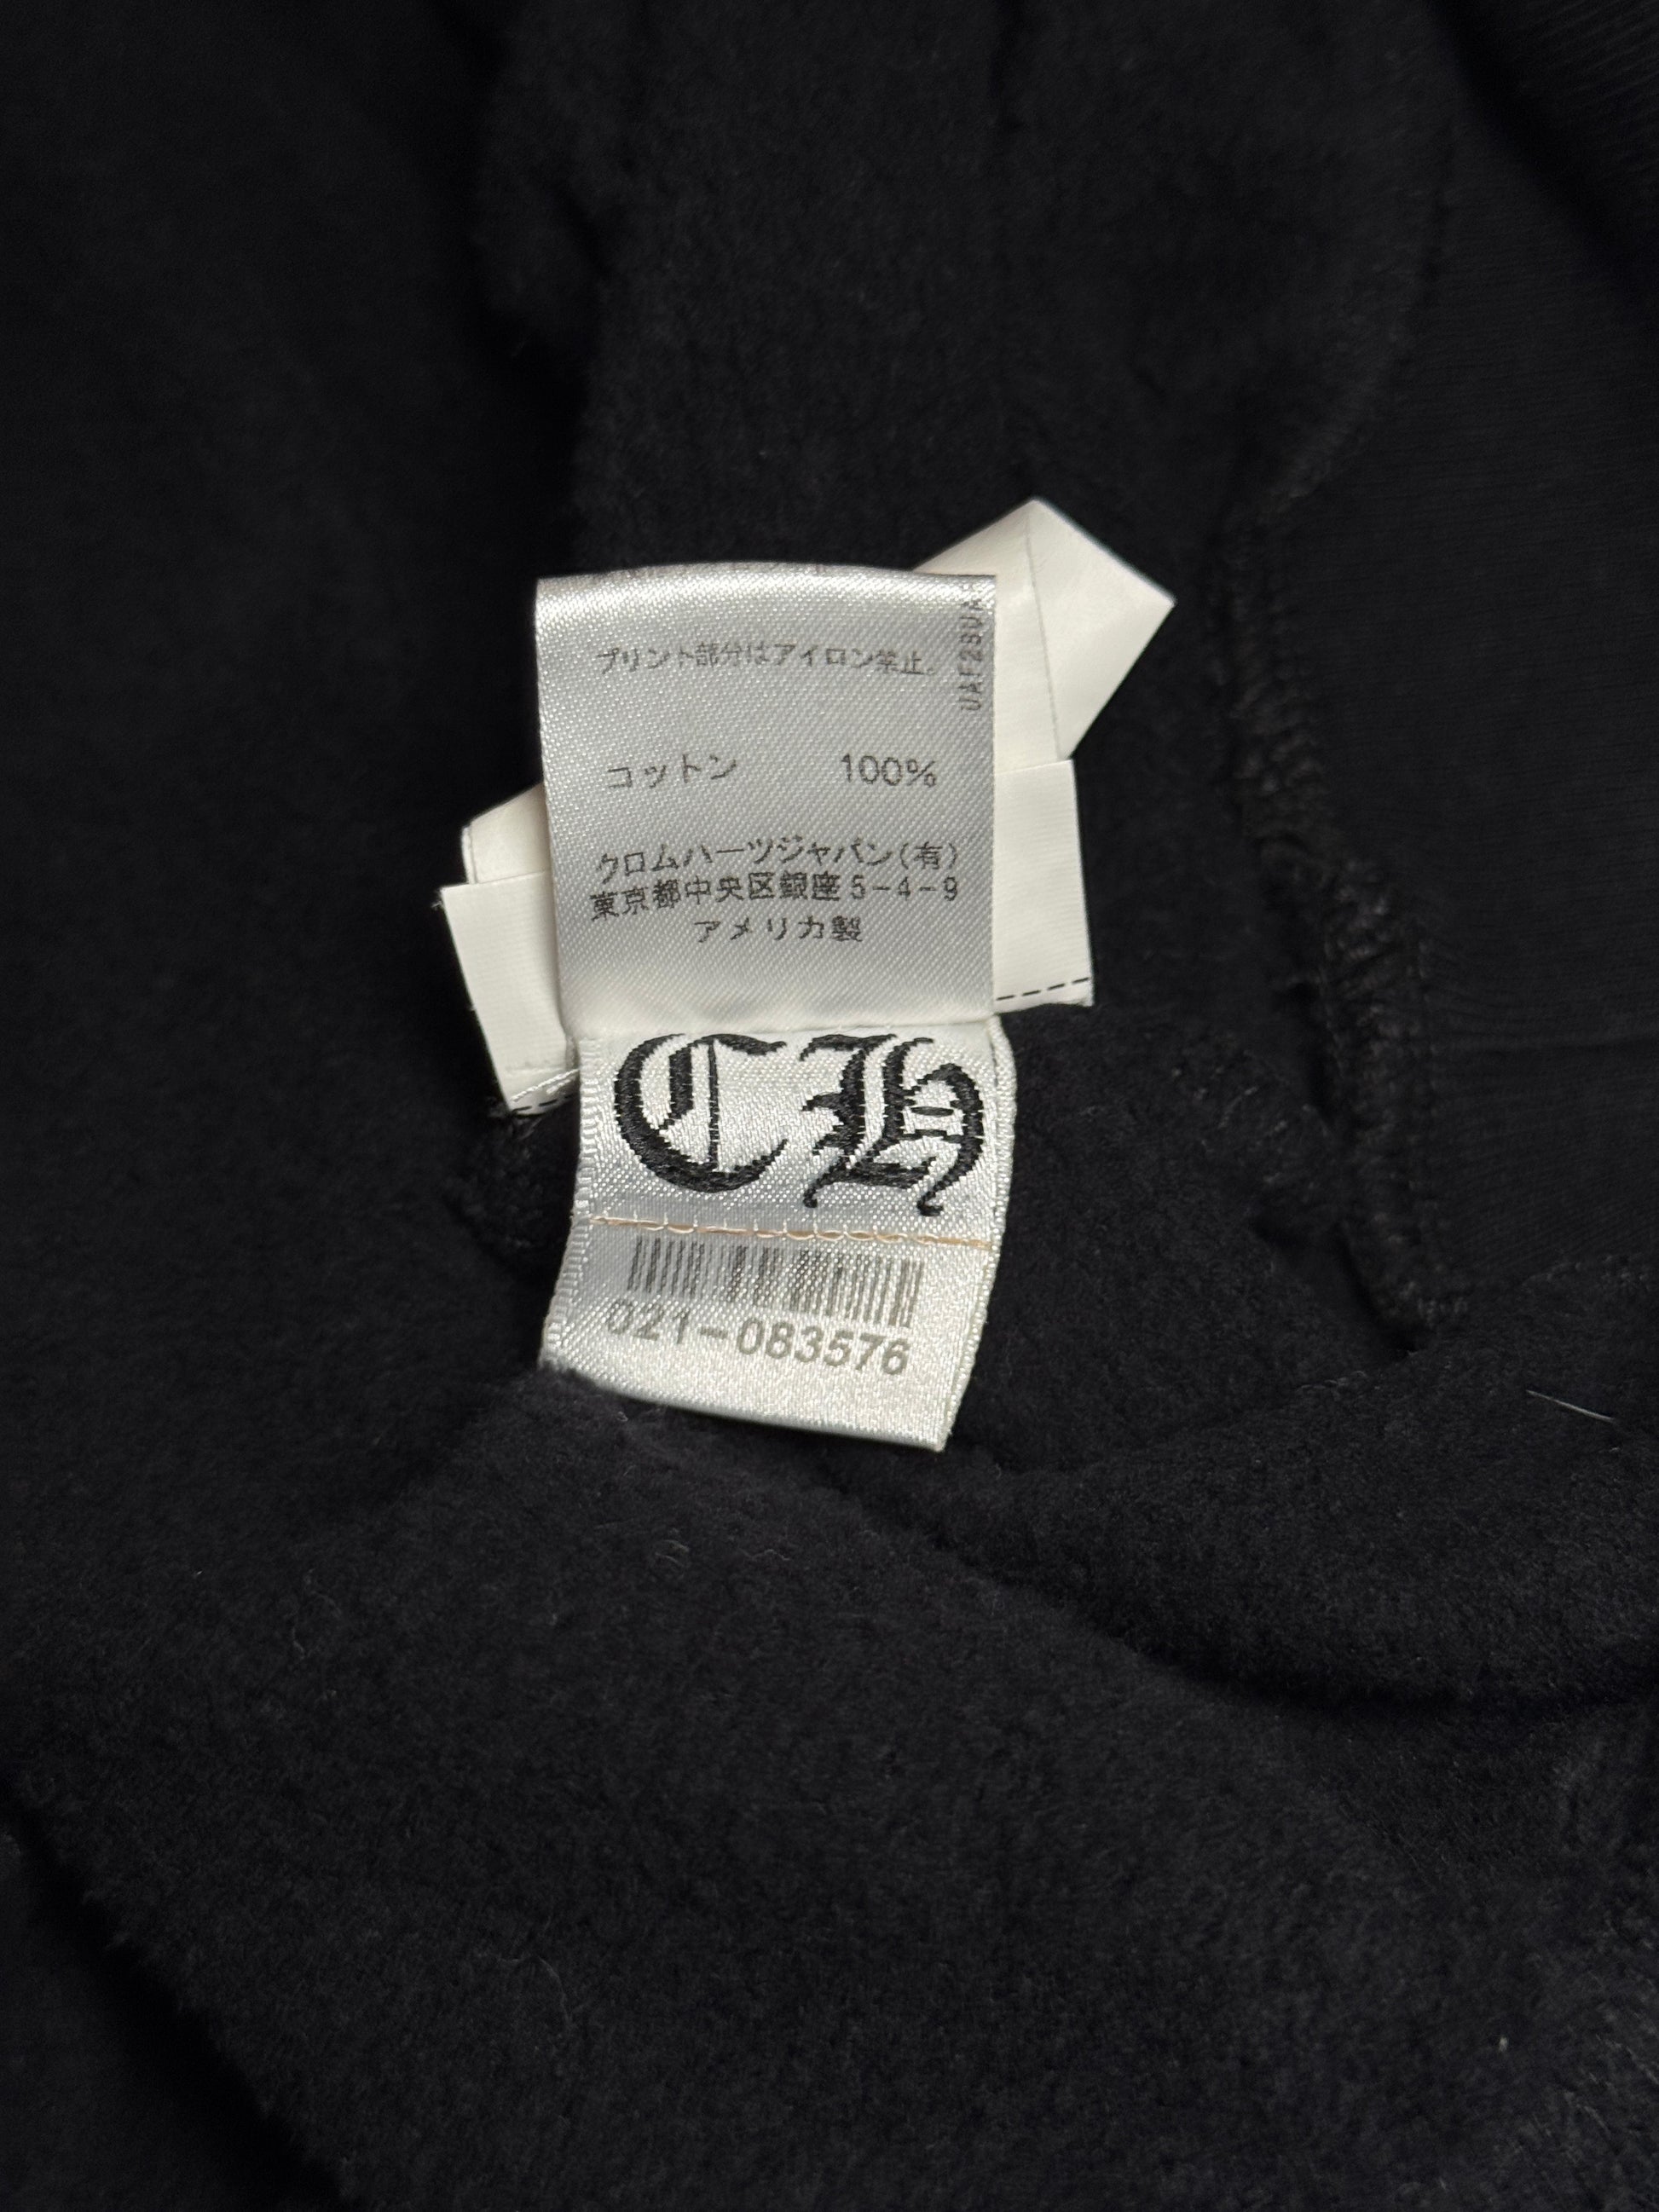 プリント部分はアイロン禁止。
コットン 100%
クロムハーツジャパン(有)
東京都中央区銀座5-4-9
アメリカ製
CH
021-083576